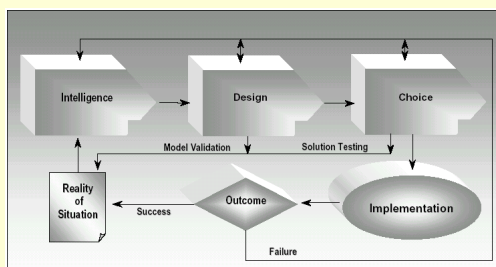 Intelligence
Design
Choice
Model Validation
Solution Testing
Reality
of
Situation
Success
Outcome
Implementation
Failure